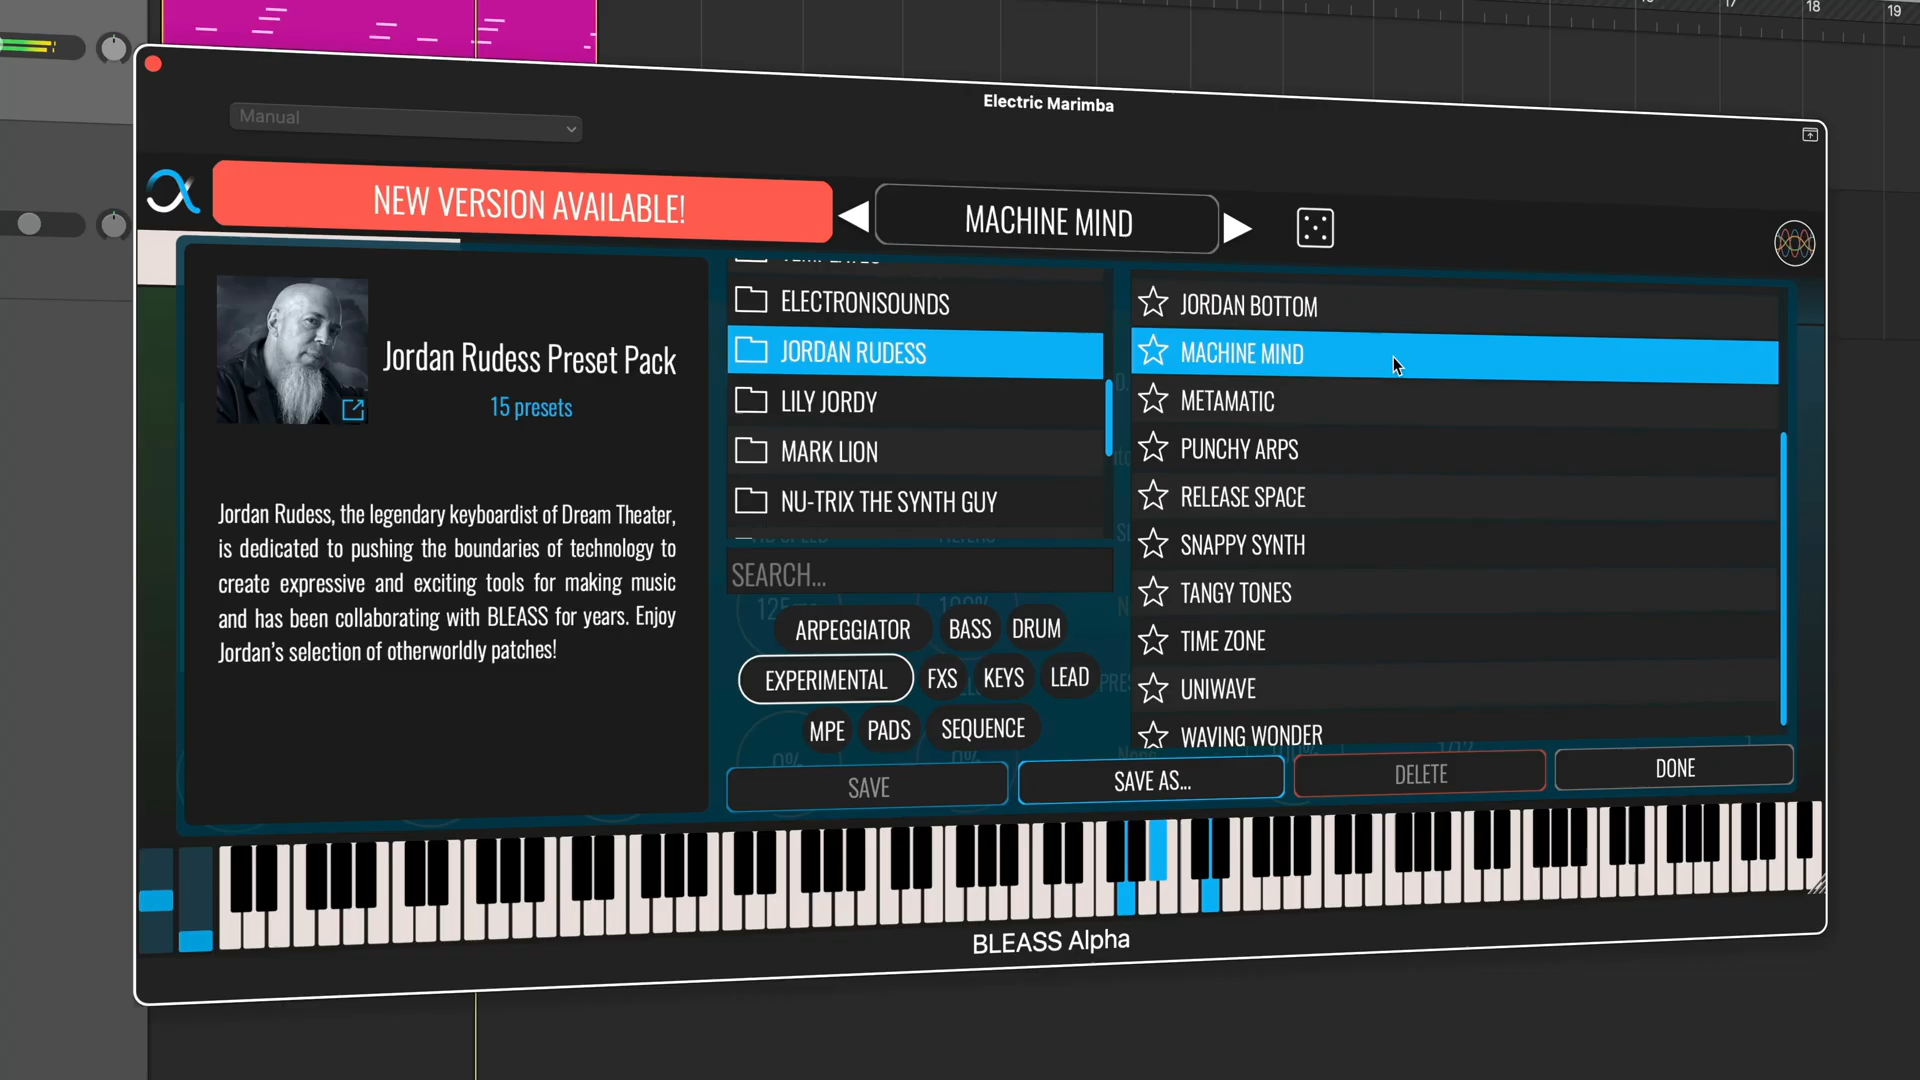 17
18
19
Electric Marimba
Manual
NEW VERSION AVAILABLE!
MACHINE MIND
Jordan Rudess Preset Pack
15 presets
Jordan Rudess, the legendary keyboardist of Dream Theater,
is dedicated to pushing the boundaries of technology to
create expressive and exciting tools for making music
and has been collaborating with BLEASS for years. Enjoy
Jordan's selection of otherworldly patches!
ELECTRONISOUNDS
JORDAN RUDESS
LILY JORDY
MARK LION
NU-TRIX THE SYNTH GUY
SEARCH...
ARPEGGIATOR
BASS
DRUM
EXPERIMENTAL
FXS
KEYS
LEAD
MPE
PADS
SEQUENCE
JORDAN BOTTOM
MACHINE MIND
METAMATIC
PUNCHY ARPS
RELEASE SPACE
SNAPPY SYNTH
TANGY TONES
TIME ZONE
UNIWAVE
WAVING WONDER
SAVE
SAVE AS...
DELETE
DONE
BLEASS Alpha